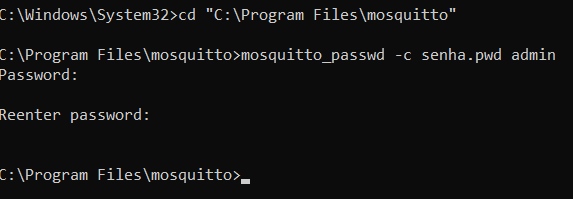 C:\Windows\System32>cd "C:\Program Files\mosquitto"
C:\Program Files\mosquitto>mosquitto_passwd -c senha.pwd admin
Password:
Reenter password:
C:\Program Files\mosquitto>